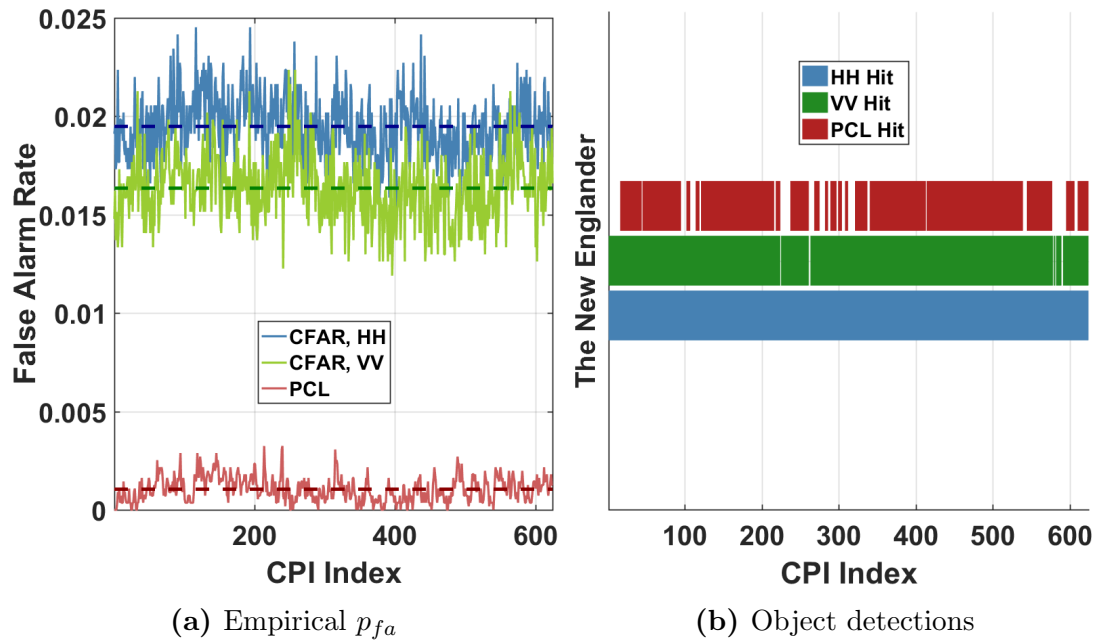 0.025
0.02
0.015
0.01
0.005
0
False Alarm Rate
CFAR, HH
CFAR, VV
PCL
200
400
600
CPI Index
(a) Empirical p_{fa}
The New Englander
HH Hit
VV Hit
PCL Hit
100
200
300
400
500
600
CPI Index
(b) Object detections